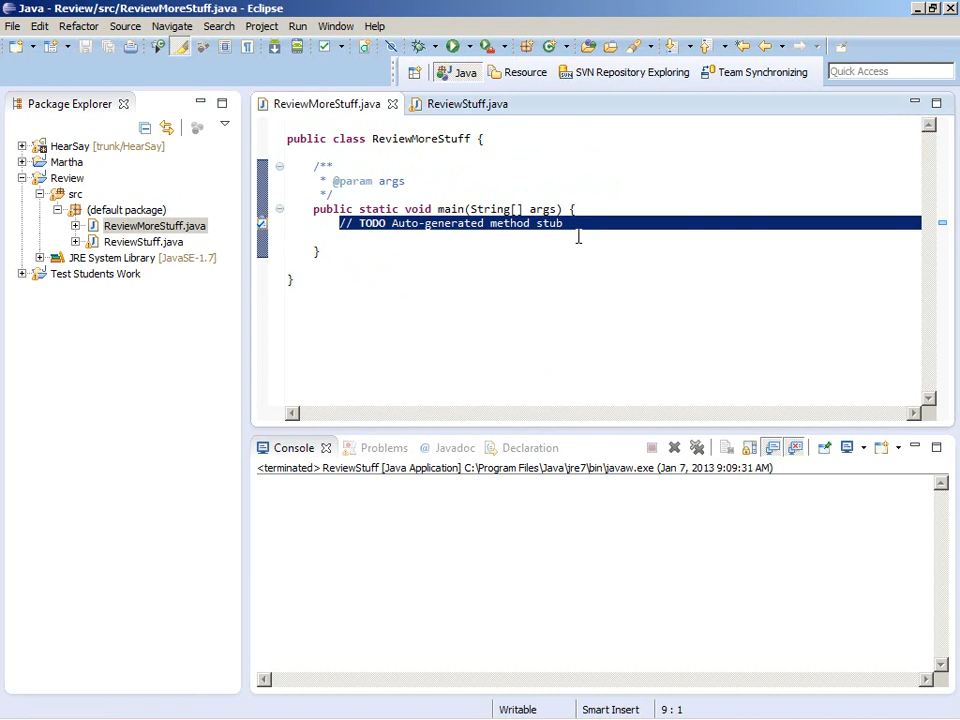 Java - Review/src/ReviewMoreStuff.java - Eclipse
File Edit Refactor Source Navigate Search Project Run Window Help
Java Resource SVN Repository Exploring Team Synchronizing Quick Access
Package Explorer
ReviewMoreStuff.java ReviewStuff.java
HearSay [trunk/HearSay]
Martha
Review
src
(default package)
ReviewMoreStuff.java
ReviewStuff.java
JRE System Library [JavaSE-1.7]
Test Students Work
public class ReviewMoreStuff {
/**
* @param args
*/
public static void main(String[] args) {
// TODO Auto-generated method stub
}
}
Console Problems @ Javadoc Declaration
<terminated> ReviewStuff [Java Application] C:\Program Files\Java\jre7\bin\javaw.exe (Jan 7, 2013 9:09:31 AM)
Writable Smart Insert 9 : 1